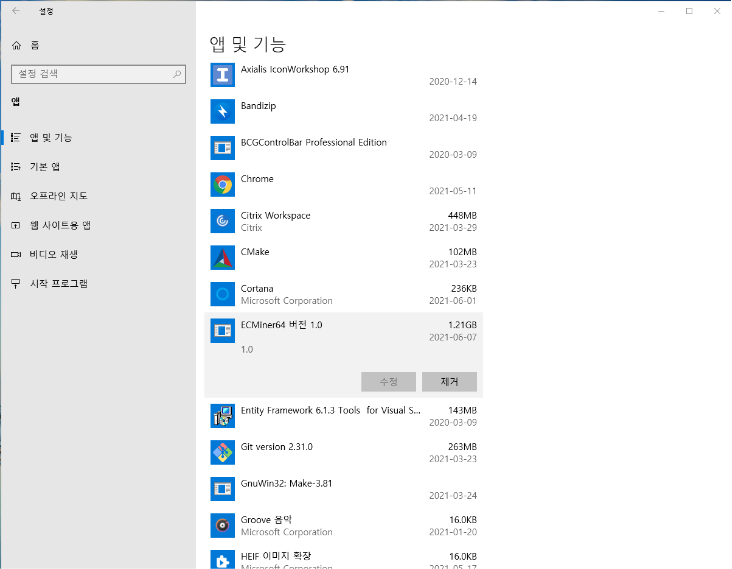 설정
홈
설정 검색
앱
앱 및 기능
기본 앱
오프라인 지도
웹 사이트용 앱
비디오 재생
시작 프로그램
앱 및 기능
Axialis IconWorkshop 6.91
2020-12-14
Bandizip
2021-04-19
BCGControlBar Professional Edition
2020-03-09
Chrome
2021-05-11
Citrix Workspace 448MB
Citrix 2021-03-29
CMake 102MB
2021-03-23
Cortana 236KB
Microsoft Corporation 2021-06-01
ECMiner64 버전 1.0 1.21GB
2021-06-07
1.0
수정 제거
Entity Framework 6.1.3 Tools for Visual S... 143MB
2020-03-09
Git version 2.31.0 263MB
2021-03-23
GnuWin32: Make-3.81
2021-03-24
Groove 음악 16.0KB
Microsoft Corporation 2021-01-20
HEIF 이미지 확장 16.0KB
Microsoft Corporation 2021-05-17